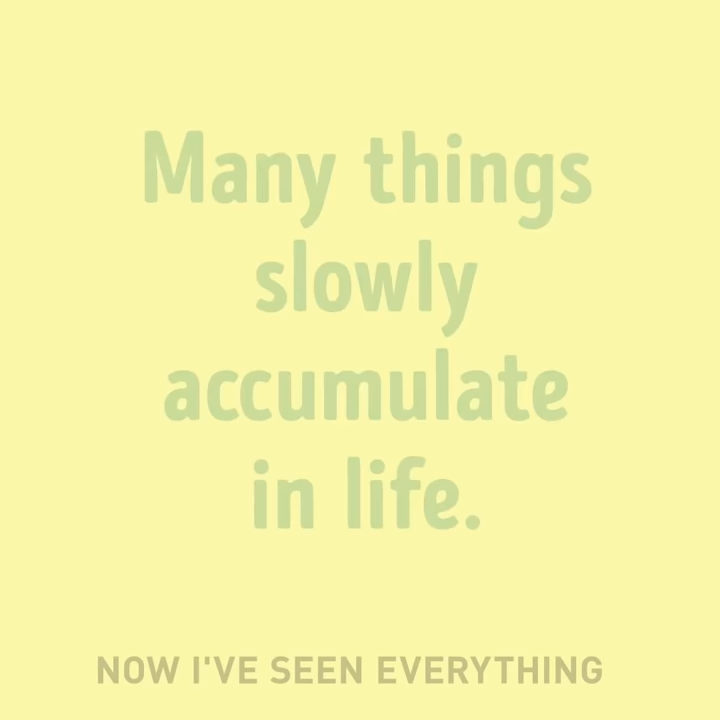 Many things
slowly
accumulate
in life.
NOW I'VE SEEN EVERYTHING